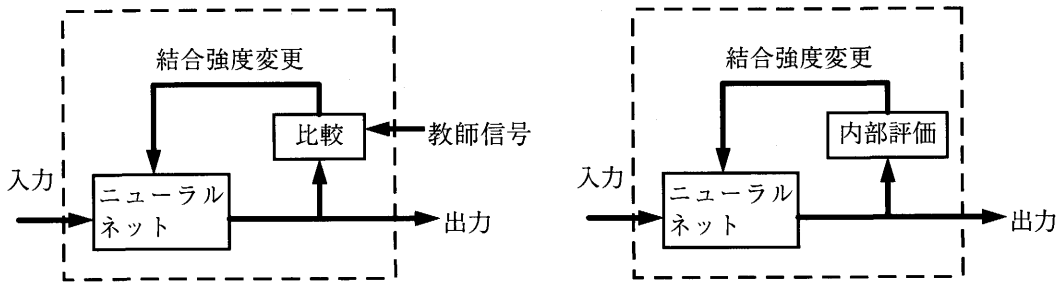 結合強度変更
比較
教師信号
入力
ニューラル
ネット
出力
結合強度変更
内部評価
入力
ニューラル
ネット
出力